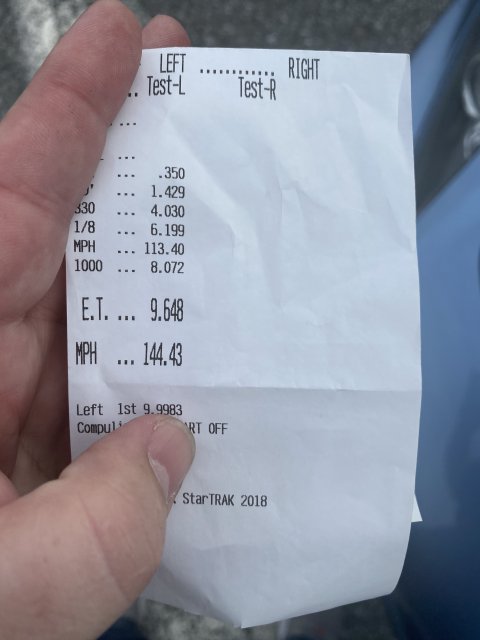 LEFT ............ RIGHT
Test-L Test-R
...
...
... .350
... 1.429
330 ... 4.030
1/8 ... 6.199
MPH ... 113.40
1000 ... 8.072
E.T. ... 9.648
MPH ... 144.43
Left 1st 9.9983
OFF
StarTRAK 2018